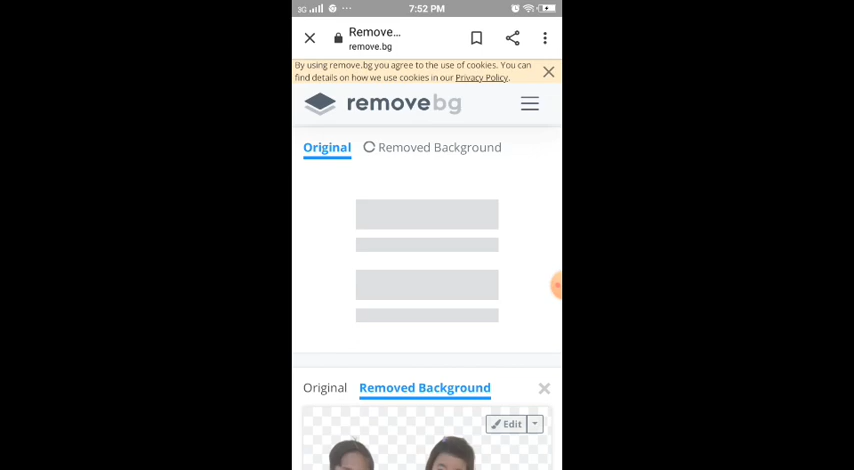 3G 7:52 PM
Remove...
remove.bg
By using remove.bg you agree to the use of cookies. You can
find details on how we use cookies in our Privacy Policy.
removebg
Original Removed Background
Original Removed Background
Edit